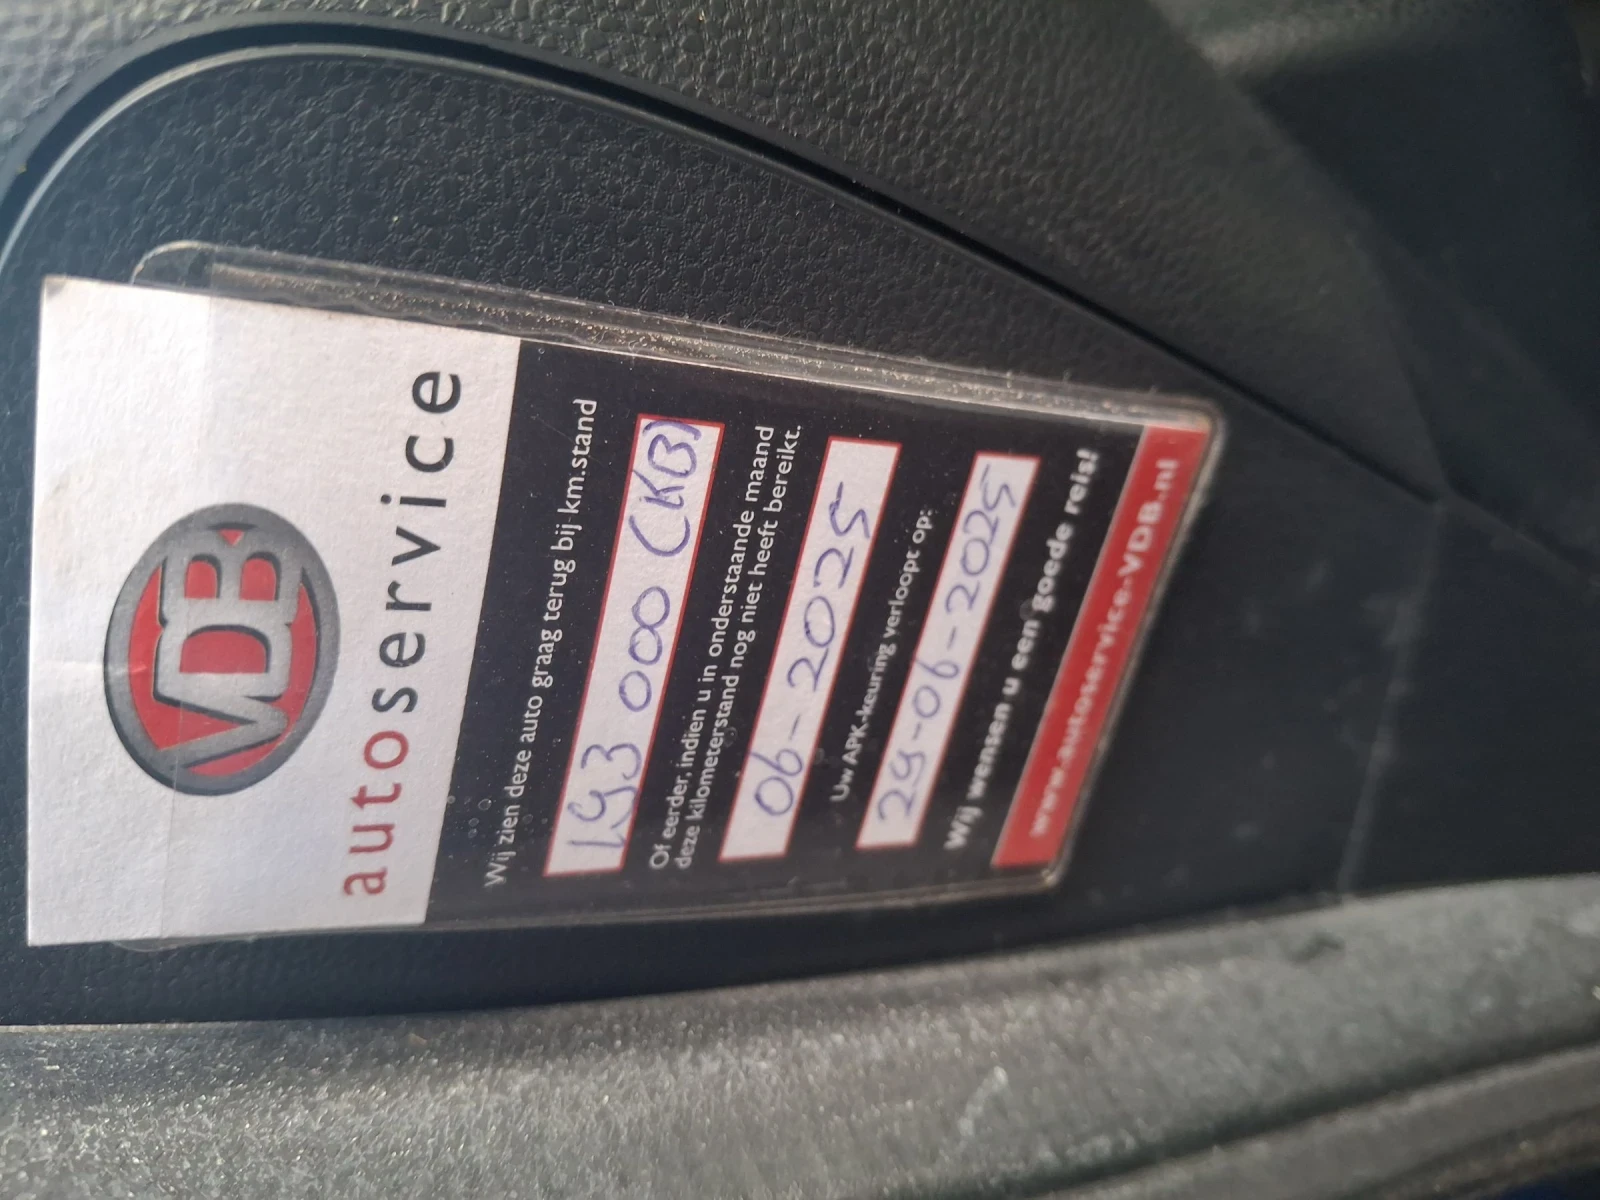 VDB
autoservice
Wij zien deze auto graag terug bij km.stand
193 000 (KB)
Of eerder, indien u in onderstaande maand
deze kilometerstand nog niet heeft bereikt.
06-2025
Uw APK-keuring verloopt op:
29-06-2025
Wij wensen u een goede reis!
www.autoservice-VDB.nl